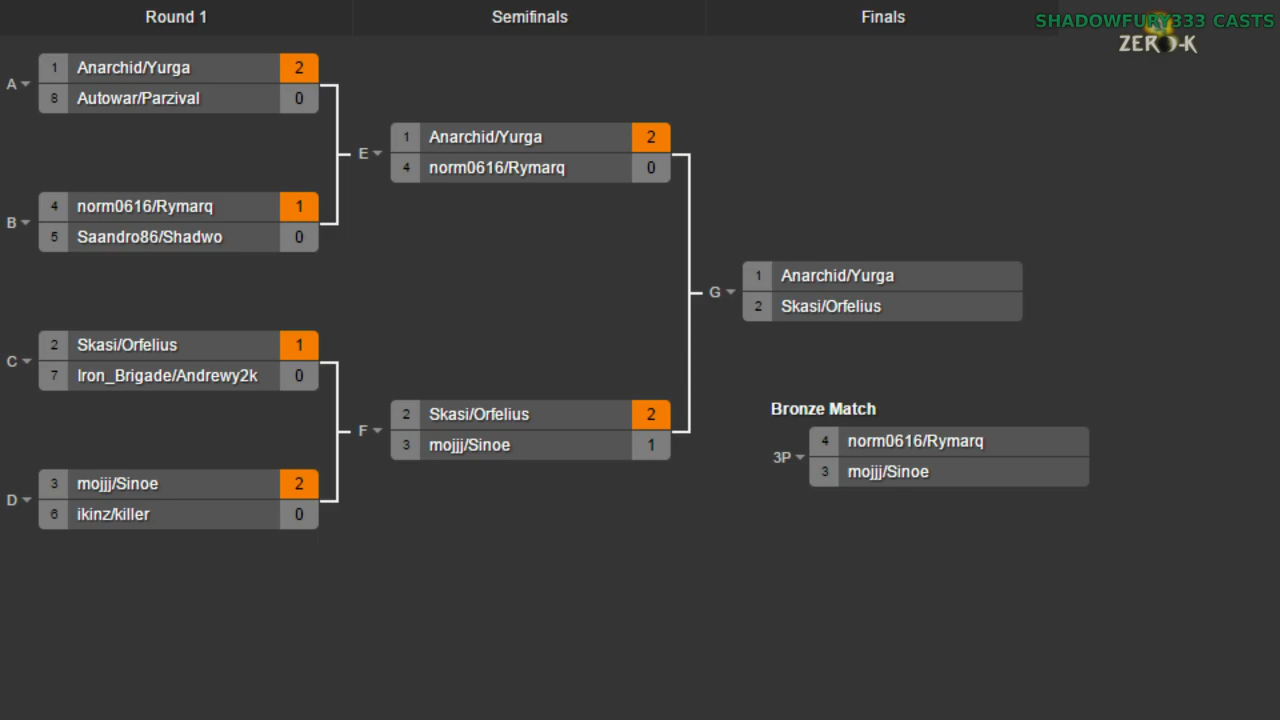 Round 1
Semifinals
Finals
SHADOWFURY333 CASTS
ZERO-K
A
1 Anarchid/Yurga 2
8 Autowar/Parzival 0
B
4 norm0616/Rymarq 1
5 Saandro86/Shadwo 0
C
2 Skasi/Orfelius 1
7 Iron_Brigade/Andrewy2k 0
D
3 mojjj/Sinoe 2
6 ikinz/killer 0
E
1 Anarchid/Yurga 2
4 norm0616/Rymarq 0
F
2 Skasi/Orfelius 2
3 mojjj/Sinoe 1
G
1 Anarchid/Yurga
2 Skasi/Orfelius
Bronze Match
3P
4 norm0616/Rymarq
3 mojjj/Sinoe